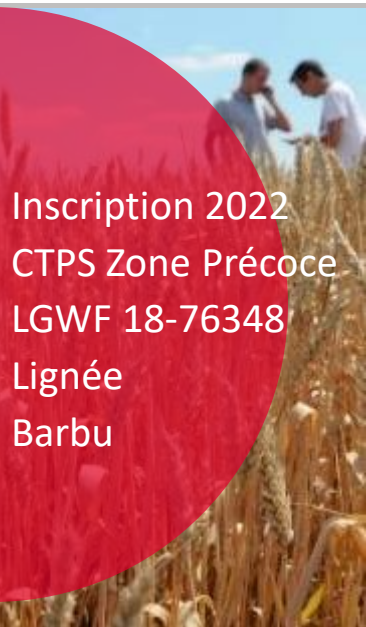 Inscription 2022
CTPS Zone Précoce
LGWF 18-76348
Lignée
Barbu